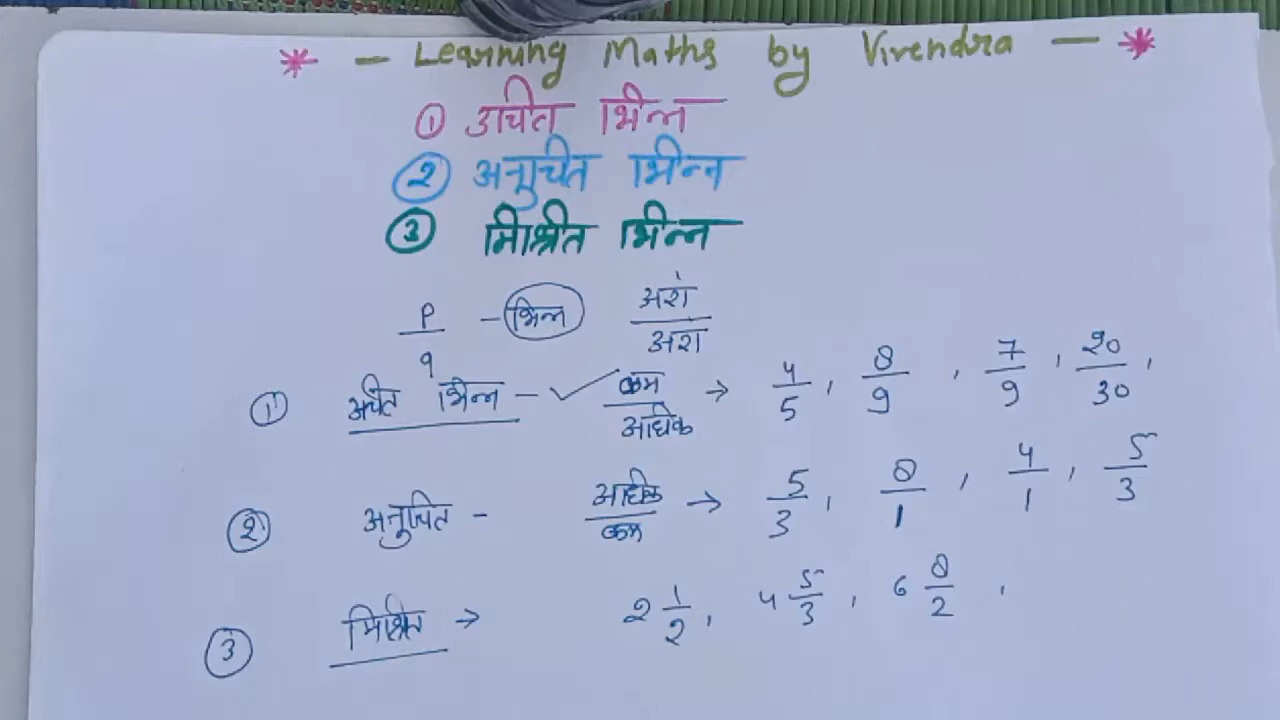 * — Learning Maths by Virendra — *
① उचित भिन्न
② अनुचित भिन्न
③ मिश्रीत भीन्न
p/q - भिन्न अशं/अशं
① उचीत भीन्न - ✓ कम/अधिक → 4/5, 8/9, 7/9, 20/30,
② अनुचित - अधिक/कम → 5/3, 8/1, 4/1, 5/3
③ मिश्रित → 2 1/2, 4 5/3, 6 8/2,